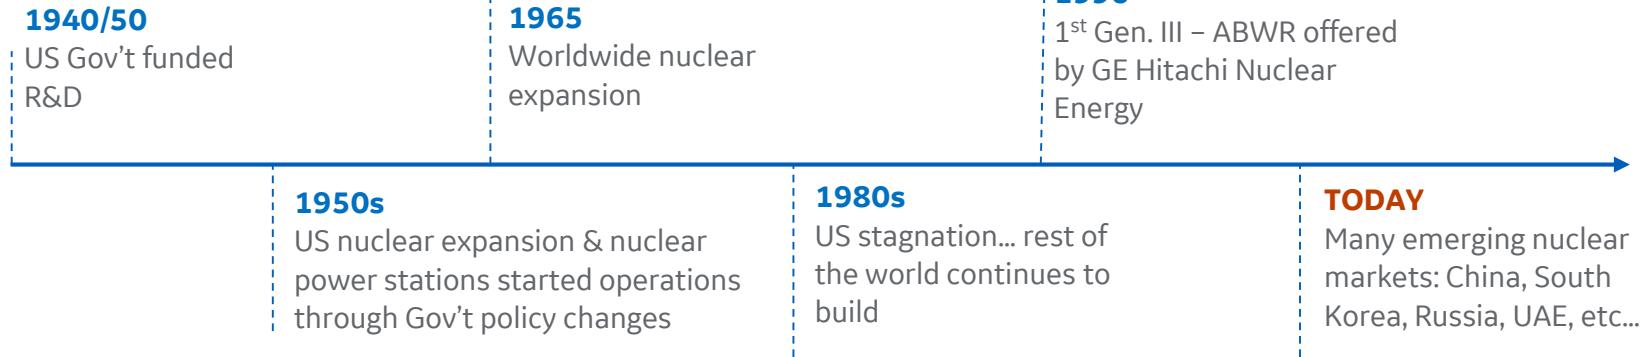 1940/50
US Gov't funded
R&D
1965
Worldwide nuclear
expansion
1st Gen. III – ABWR offered
by GE Hitachi Nuclear
Energy
1950s
US nuclear expansion & nuclear
power stations started operations
through Gov't policy changes
1980s
US stagnation... rest of
the world continues to
build
TODAY
Many emerging nuclear
markets: China, South
Korea, Russia, UAE, etc...